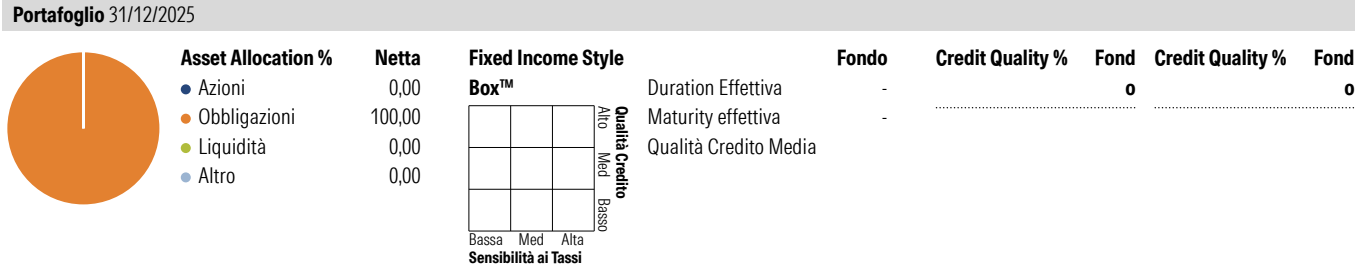 Portafoglio 31/12/2025
Asset Allocation % Netta
Azioni 0,00
Obbligazioni 100,00
Liquidità 0,00
Altro 0,00
Fixed Income Style
Box™
Alto Med Basso
Qualità Credito
Bassa Med Alta
Sensibilità ai Tassi
Fondo
Duration Effettiva -
Maturity effettiva -
Qualità Credito Media
Credit Quality % Fond
o
Credit Quality % Fond
o